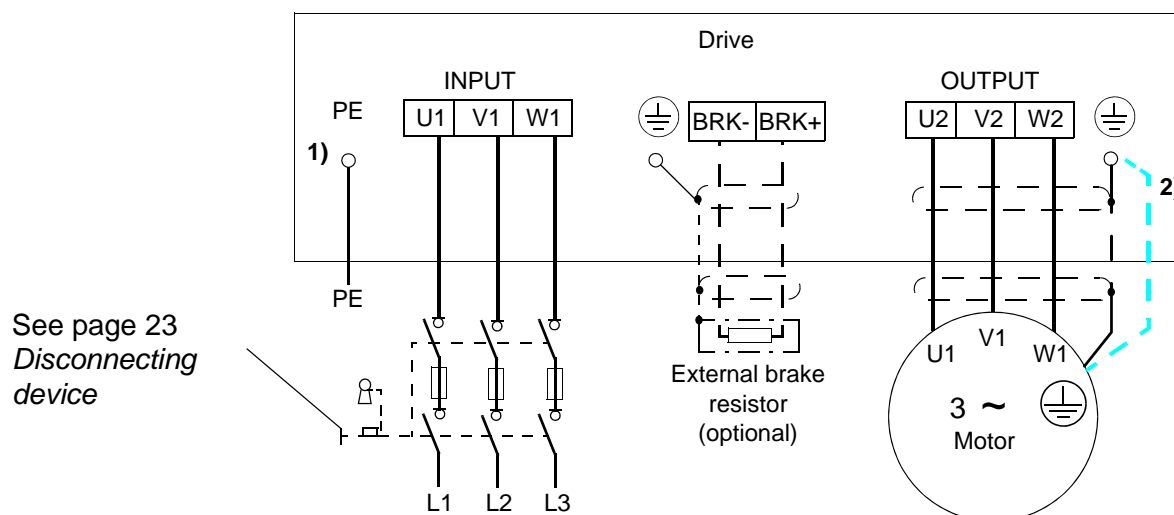 Drive
INPUT
OUTPUT
PE
U1 V1 W1
BRK- BRK+
U2 V2 W2
1)
2)
PE
See page 23
Disconnecting
device
External brake
resistor
(optional)
U1 V1 W1
3 ~
Motor
L1 L2 L3